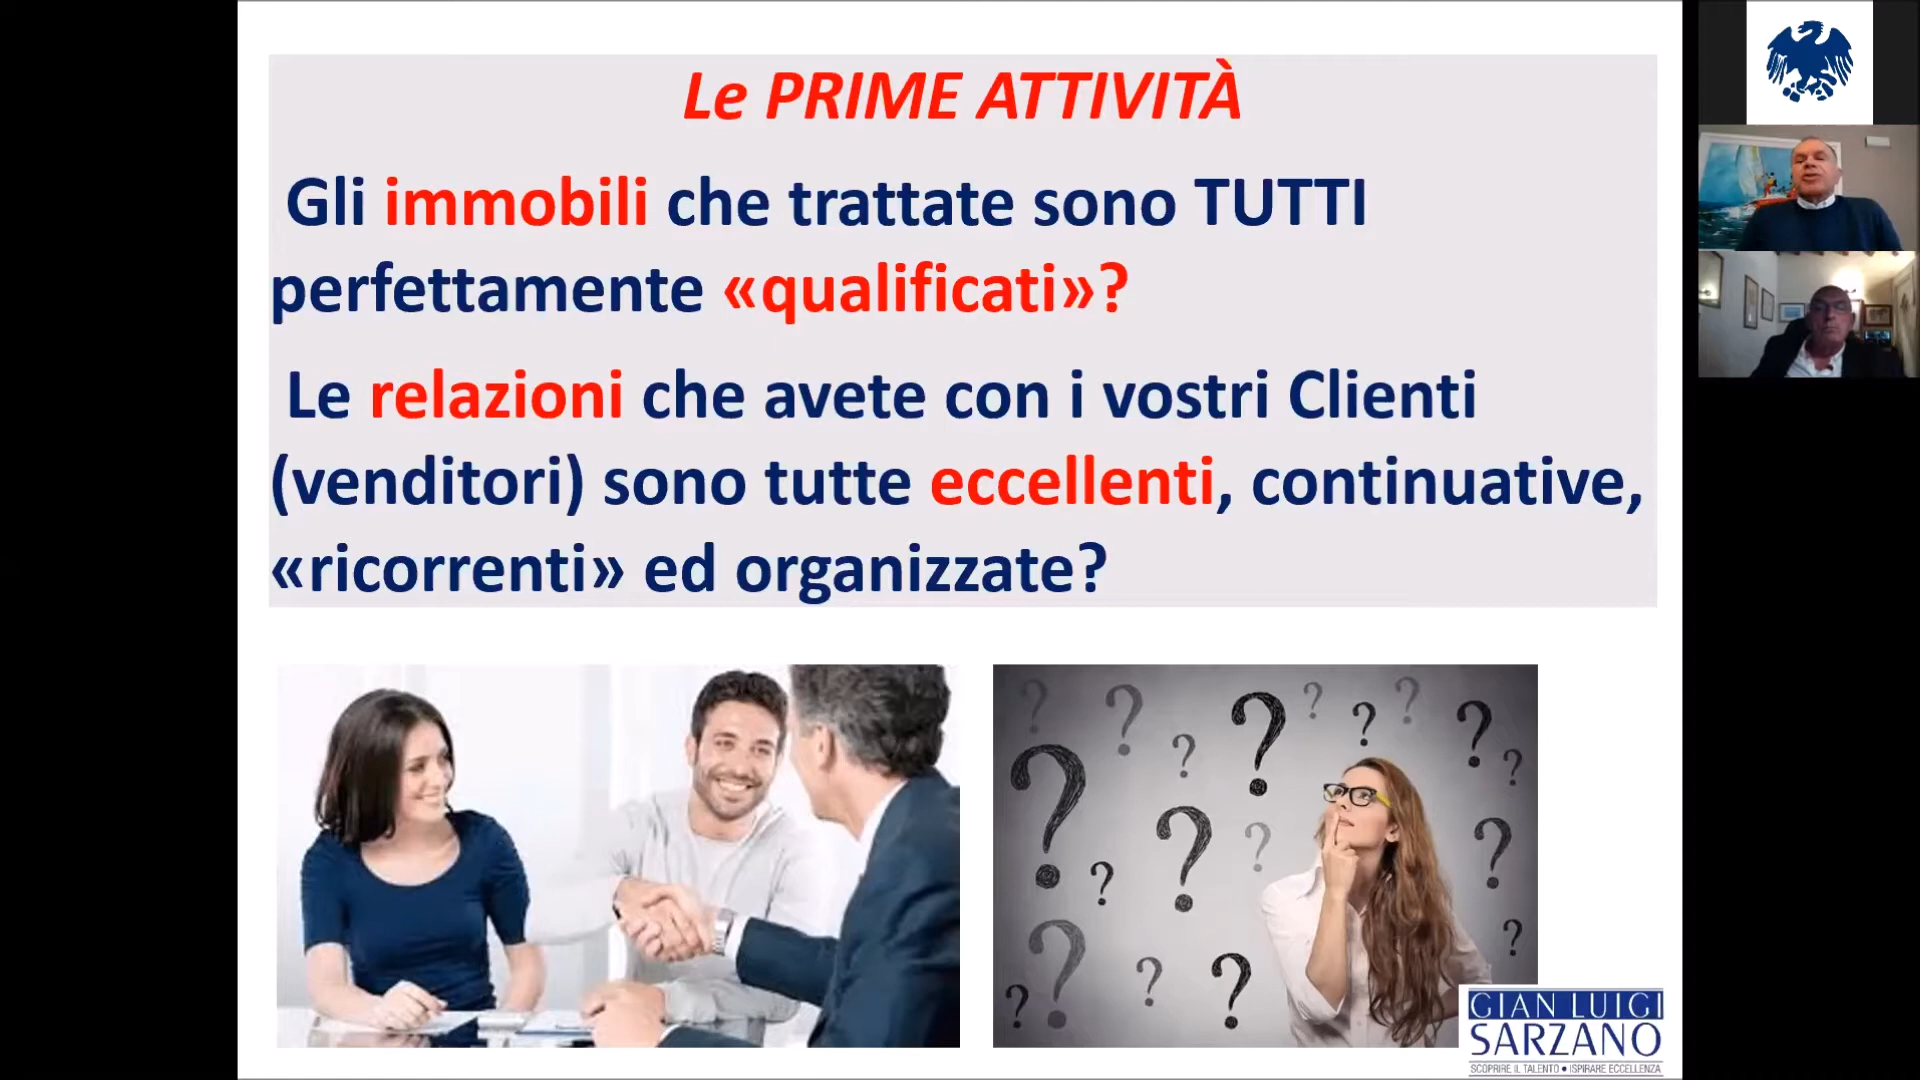 Le PRIME ATTIVITÀ
Gli immobili che trattate sono TUTTI
perfettamente «qualificati»?
Le relazioni che avete con i vostri Clienti
(venditori) sono tutte eccellenti, continuative,
«ricorrenti» ed organizzate?
GIAN LUIGI
SARZANO
SCOPRIRE IL TALENTO • ISPIRARE ECCELLENZA